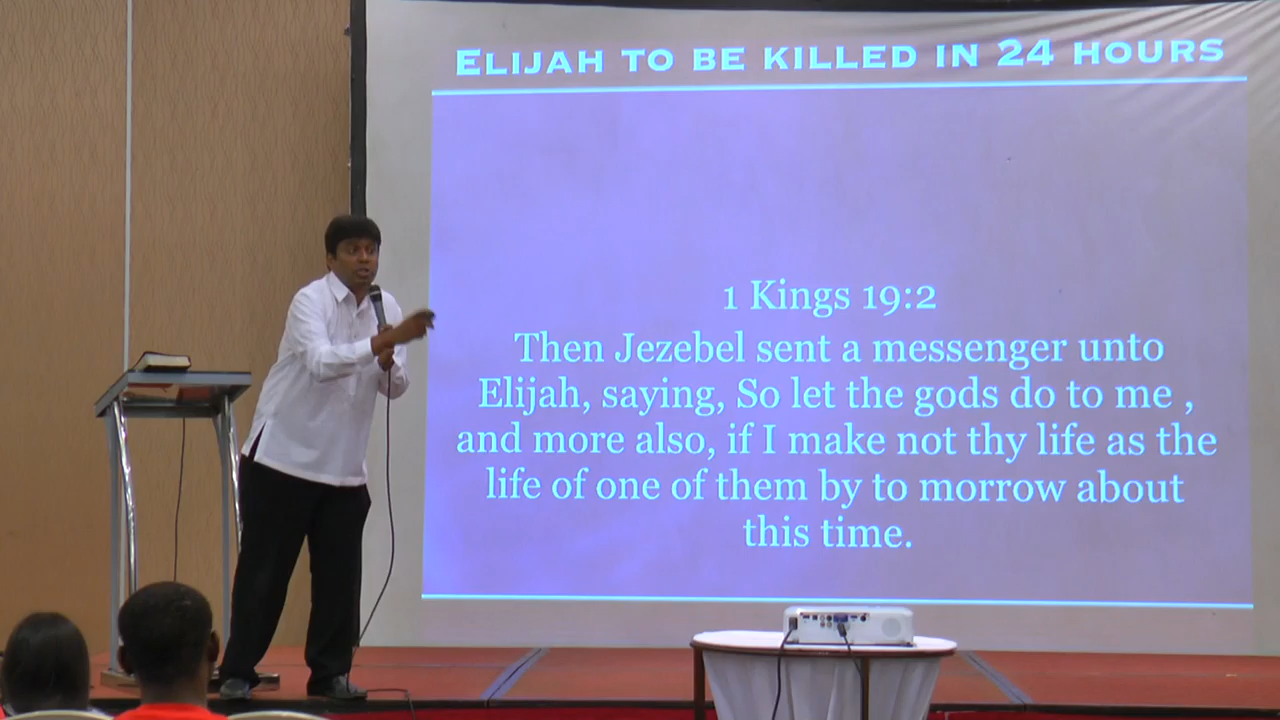 ELIJAH TO BE KILLED IN 24 HOURS
1 Kings 19:2
Then Jezebel sent a messenger unto
Elijah, saying, So let the gods do to me ,
and more also, if I make not thy life as the
life of one of them by to morrow about
this time.